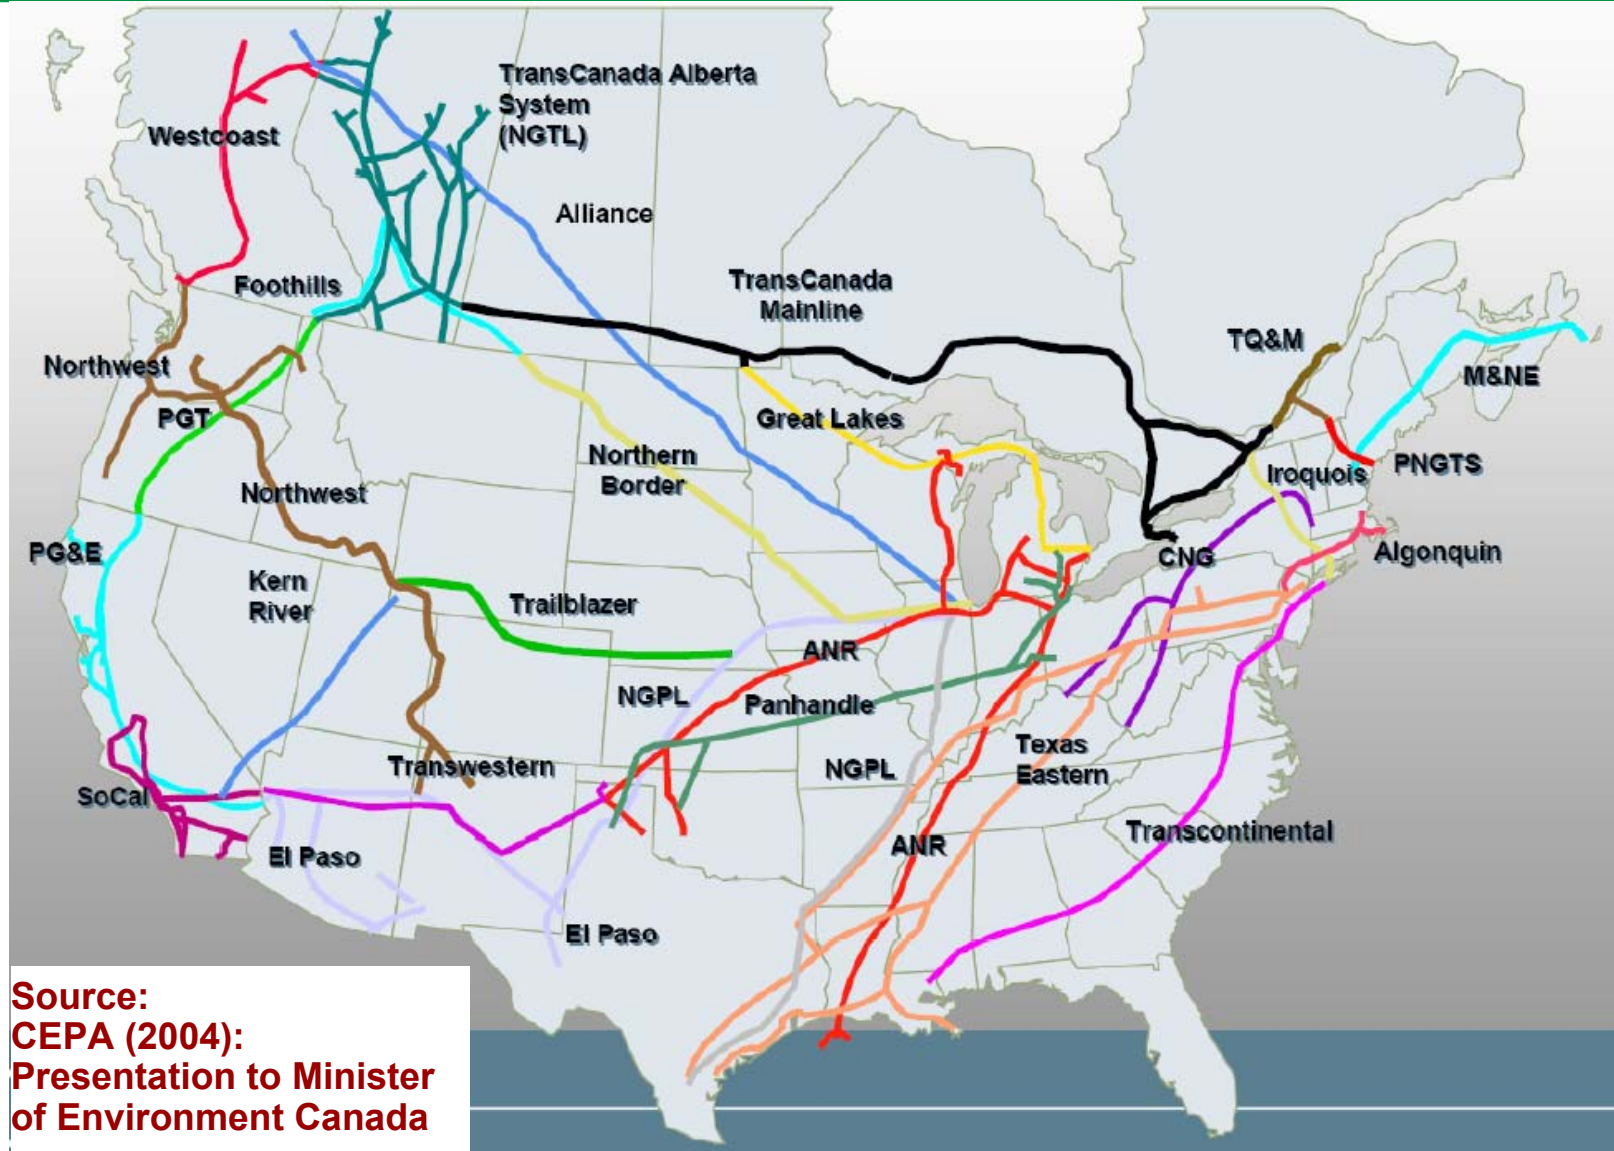 TransCanada Alberta
System
(NGTL)
Westcoast
Alliance
Foothills
TransCanada
Mainline
TQ&M
Northwest
M&NE
PGT
Great Lakes
Northern
Border
Iroquois
PNGTS
Northwest
PG&E
CNG
Algonquin
Kern
River
Trailblazer
ANR
NGPL
Panhandle
Texas
Eastern
Transwestern
NGPL
SoCal
Transcontinental
ANR
El Paso
El Paso
Source:
CEPA (2004):
Presentation to Minister
of Environment Canada